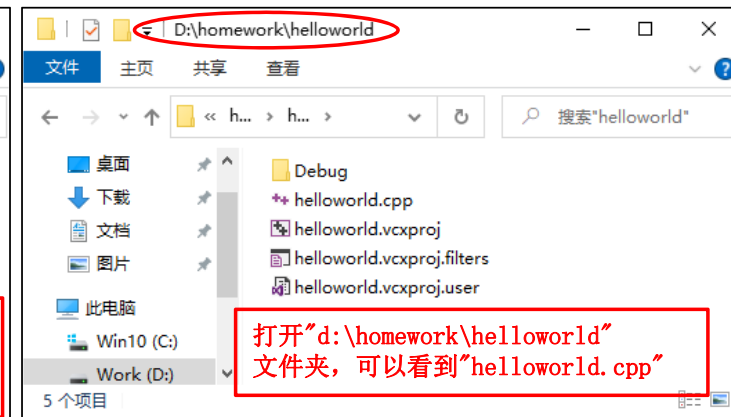 D:\homework\helloworld
文件 主页 共享 查看
« h... › h... ›
搜索"helloworld"
桌面
下载
文档
图片
此电脑
Win10 (C:)
Work (D:)
Debug
helloworld.cpp
helloworld.vcxproj
helloworld.vcxproj.filters
helloworld.vcxproj.user
打开"d:\homework\helloworld"
文件夹，可以看到"helloworld.cpp"
5 个项目